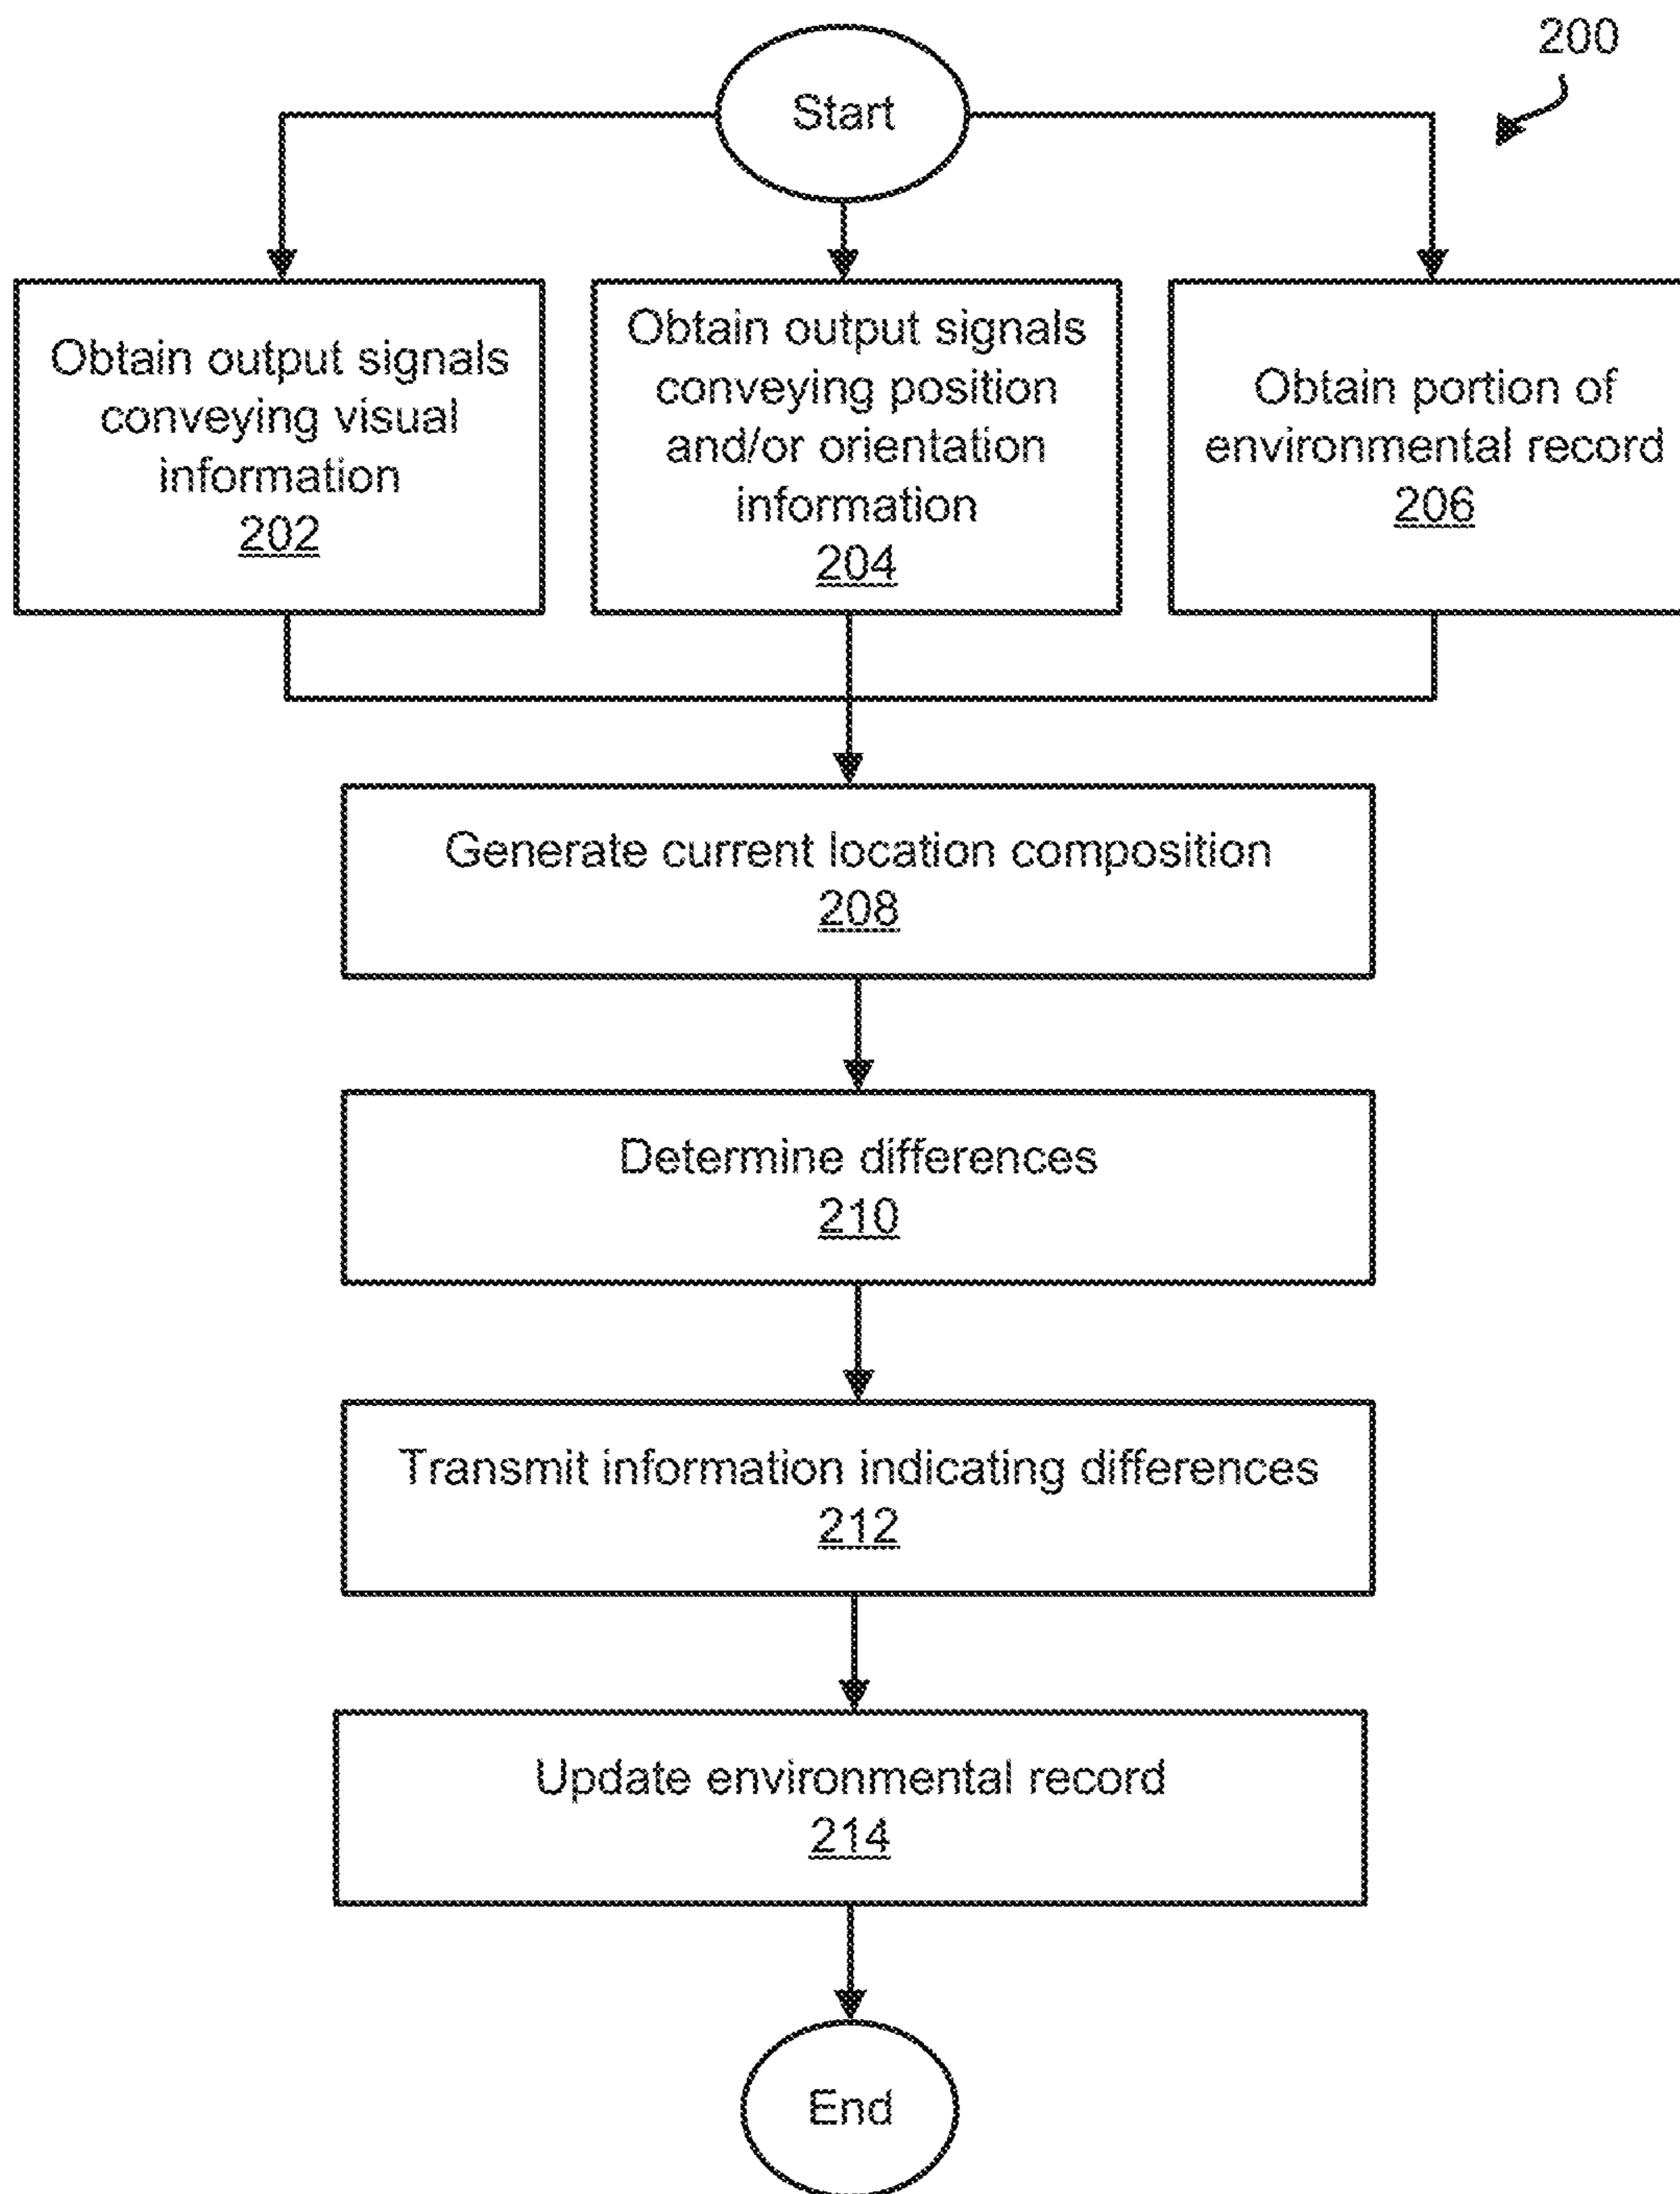 200
Start
Obtain output signals
conveying visual
information
202
Obtain output signals
conveying position
and/or orientation
information
204
Obtain portion of
environmental record
206
Generate current location composition
208
Determine differences
210
Transmit information indicating differences
212
Update environmental record
214
End